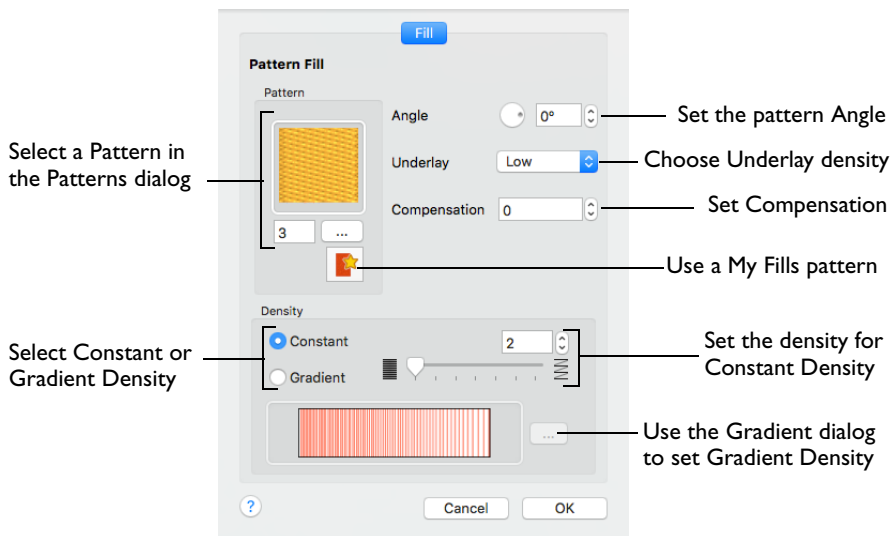 Fill
Pattern Fill
Pattern
Angle
0°
Set the pattern Angle
Select a Pattern in
the Patterns dialog
Underlay
Low
Choose Underlay density
Compensation
0
Set Compensation
3
...
Use a My Fills pattern
Density
Select Constant or
Gradient Density
Constant
2
Gradient
Set the density for
Constant Density
...
Use the Gradient dialog
to set Gradient Density
?
Cancel
OK